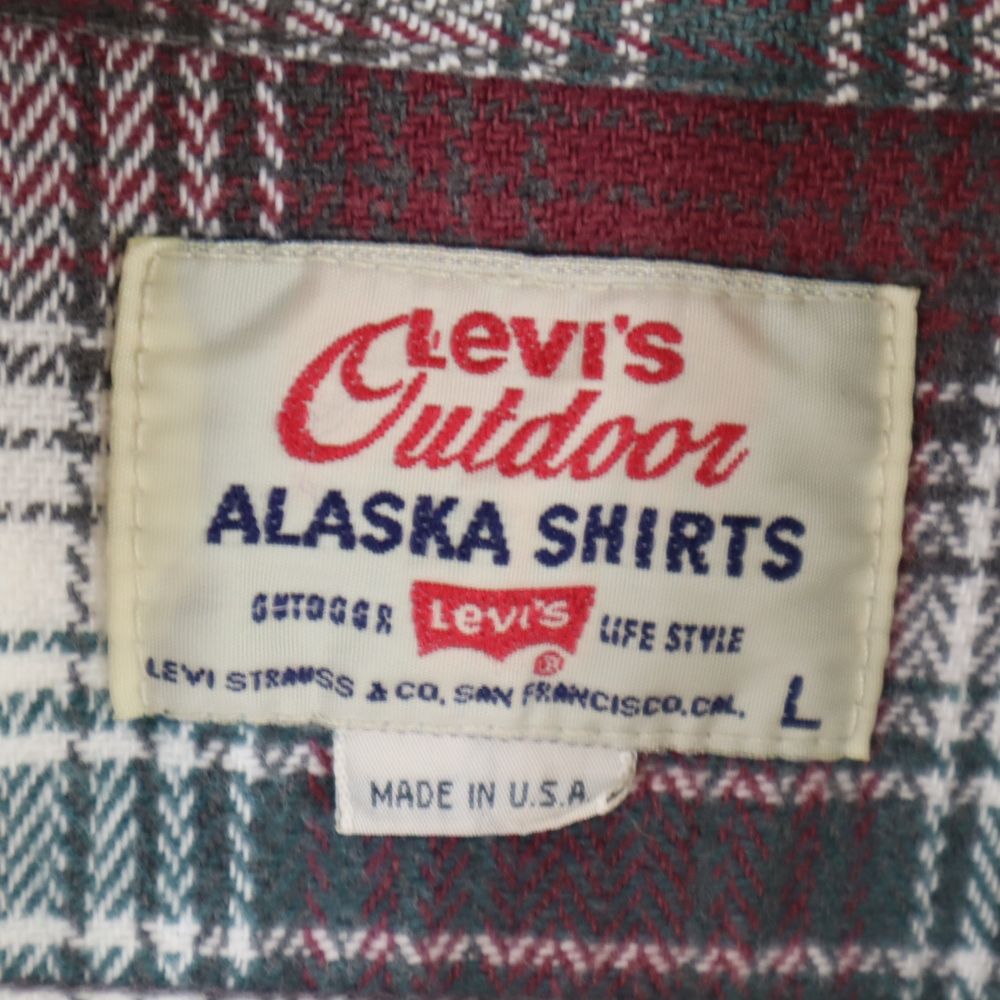 Levi's
Outdoor
ALASKA SHIRTS
OUTDOOR Levi's ® LIFE STYLE
LEVI STRAUSS & CO. SAN FRANCISCO.CAL. L
MADE IN U.S.A